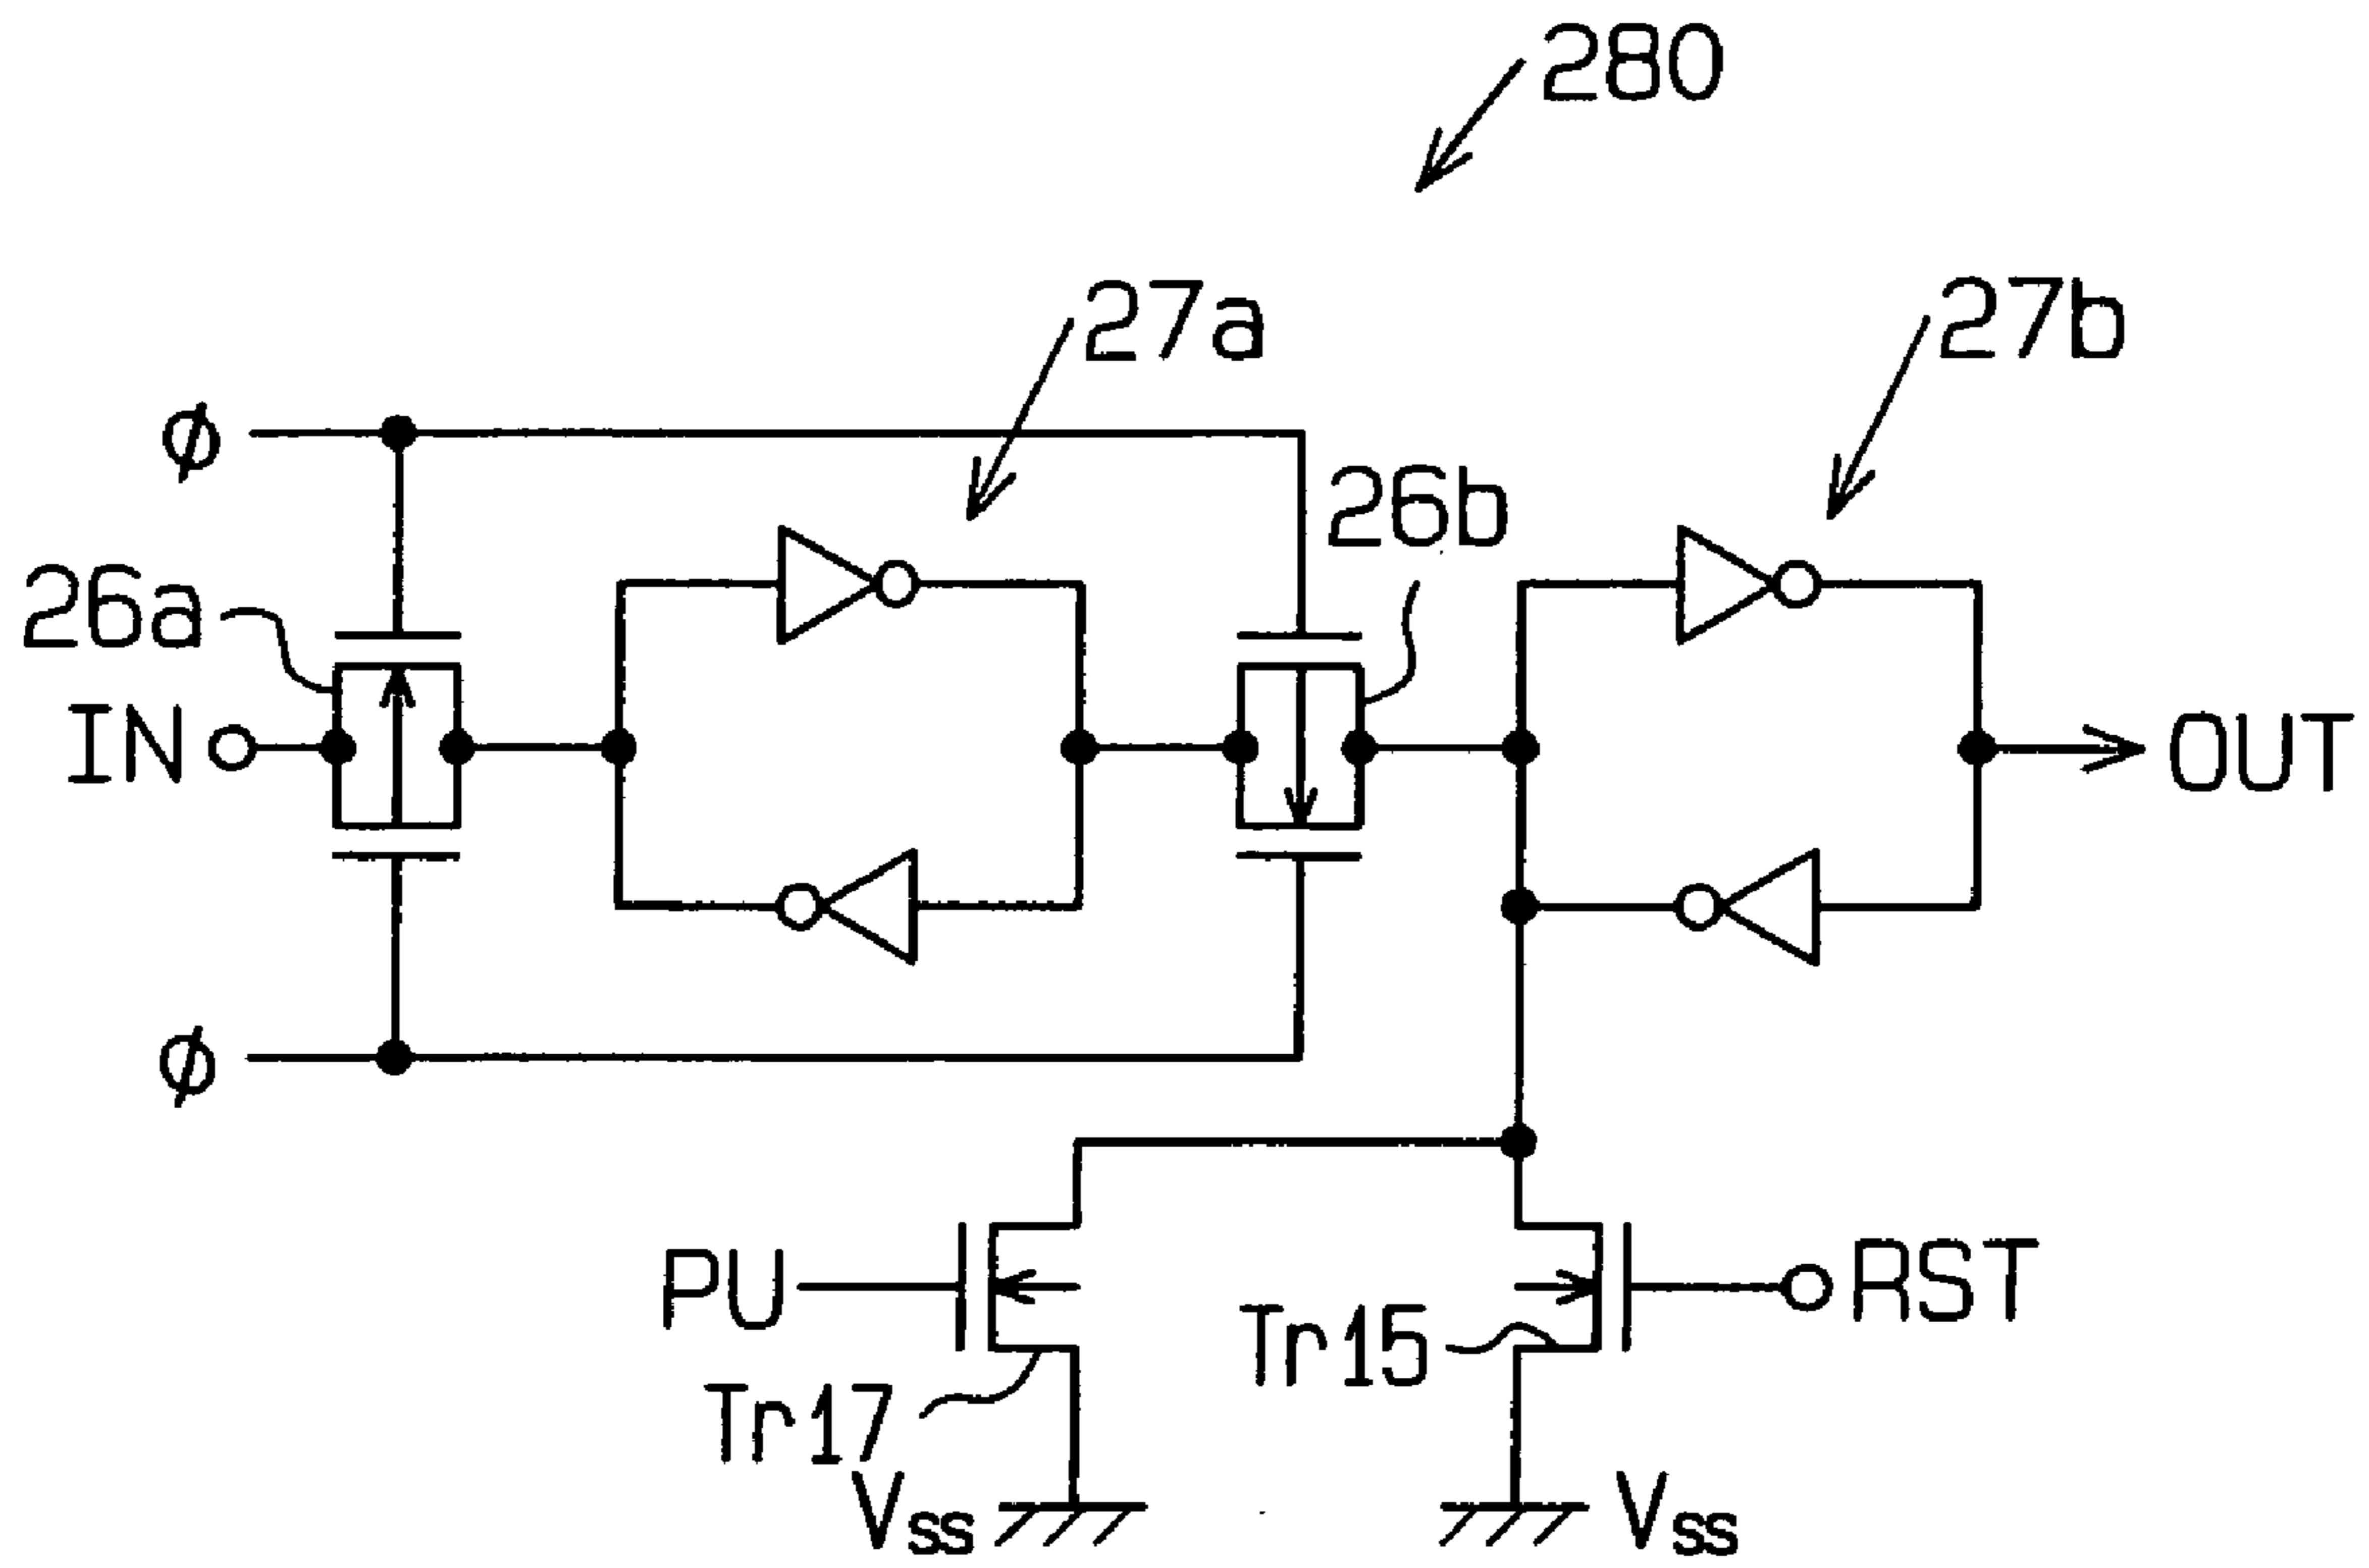 280
27a
27b
ϕ
26b
26a
IN
OUT
ϕ
PU
RST
Tr15
Tr17
Vss
Vss